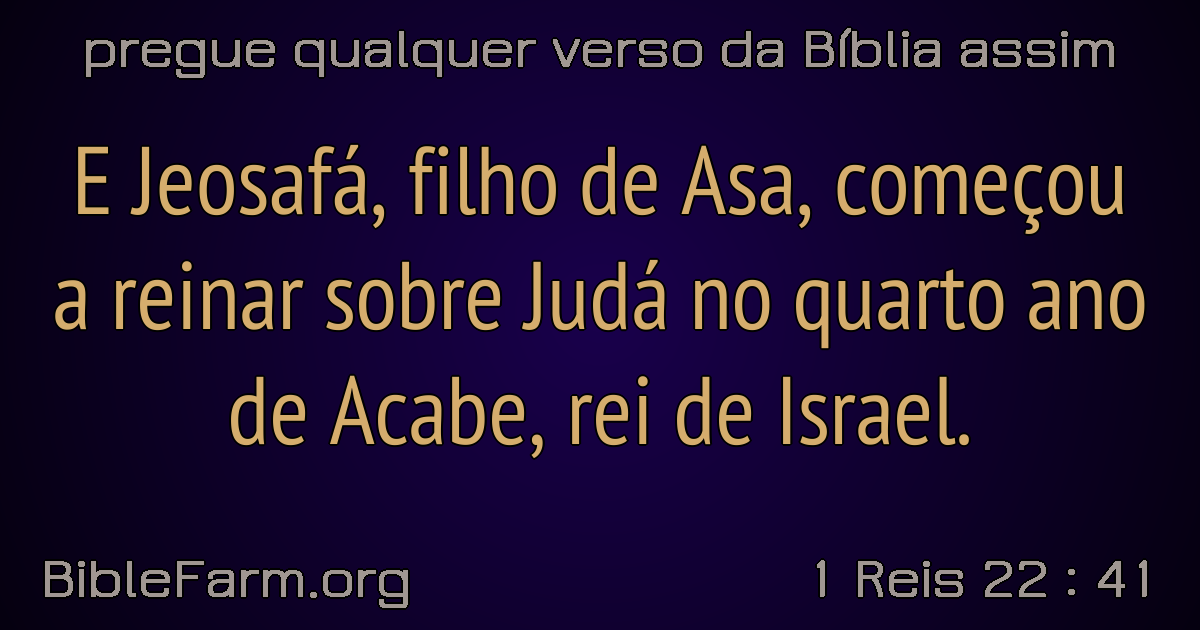 pregue qualquer verso da Bíblia assim
E Jeosafá, filho de Asa, começou
a reinar sobre Judá no quarto ano
de Acabe, rei de Israel.
BibleFarm.org
1 Reis 22 : 41